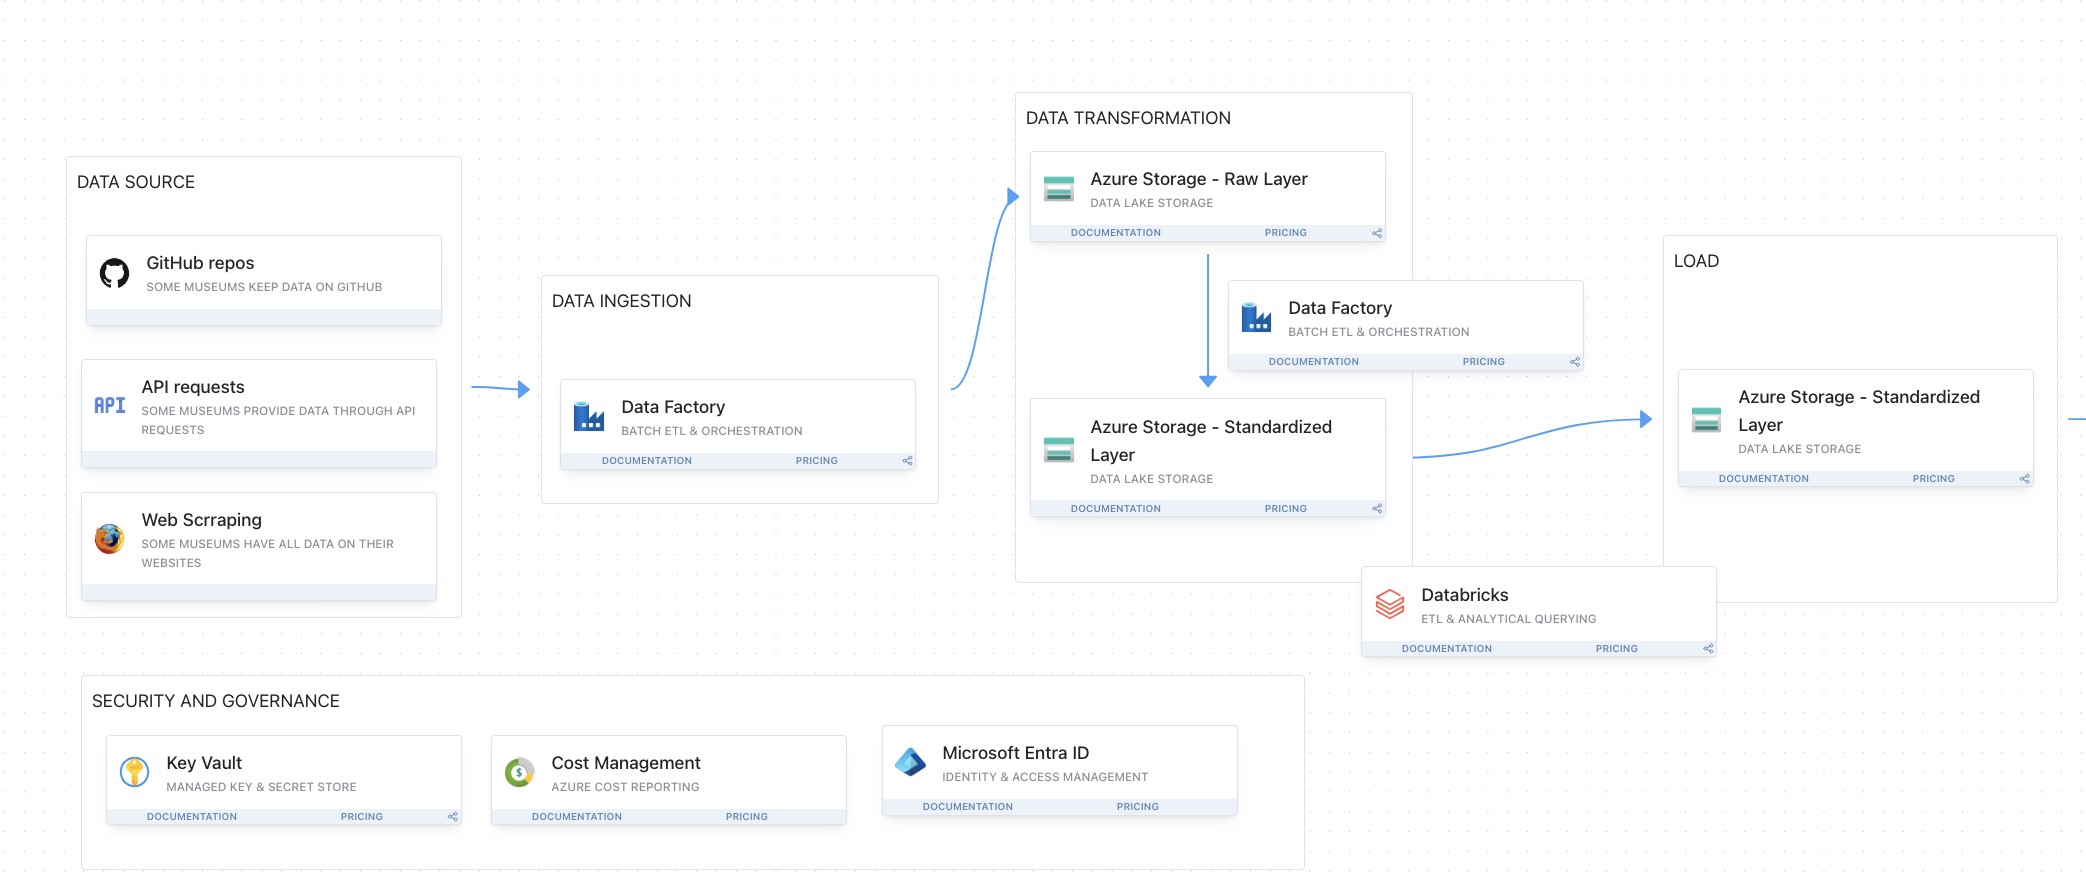 DATA SOURCE
GitHub repos
SOME MUSEUMS KEEP DATA ON GITHUB
API
API requests
SOME MUSEUMS PROVIDE DATA THROUGH API
REQUESTS
Web Scrraping
SOME MUSEUMS HAVE ALL DATA ON THEIR
WEBSITES
DATA INGESTION
Data Factory
BATCH ETL & ORCHESTRATION
DOCUMENTATION PRICING
DATA TRANSFORMATION
Azure Storage - Raw Layer
DATA LAKE STORAGE
DOCUMENTATION PRICING
Data Factory
BATCH ETL & ORCHESTRATION
DOCUMENTATION PRICING
Azure Storage - Standardized
Layer
DATA LAKE STORAGE
DOCUMENTATION PRICING
Databricks
ETL & ANALYTICAL QUERYING
DOCUMENTATION PRICING
LOAD
Azure Storage - Standardized
Layer
DATA LAKE STORAGE
DOCUMENTATION PRICING
SECURITY AND GOVERNANCE
Key Vault
MANAGED KEY & SECRET STORE
DOCUMENTATION PRICING
Cost Management
AZURE COST REPORTING
DOCUMENTATION PRICING
Microsoft Entra ID
IDENTITY & ACCESS MANAGEMENT
DOCUMENTATION PRICING